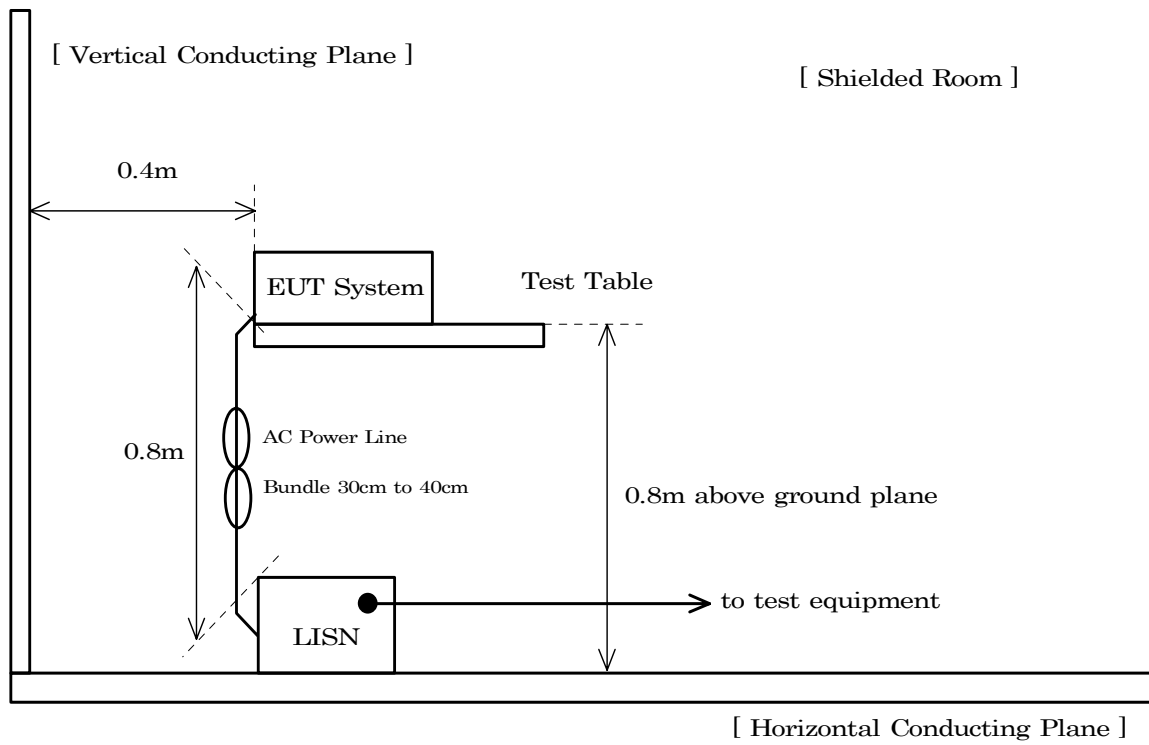 [ Vertical Conducting Plane ]
[ Shielded Room ]
0.4m
EUT System
Test Table
0.8m
AC Power Line
Bundle 30cm to 40cm
0.8m above ground plane
to test equipment
LISN
[ Horizontal Conducting Plane ]